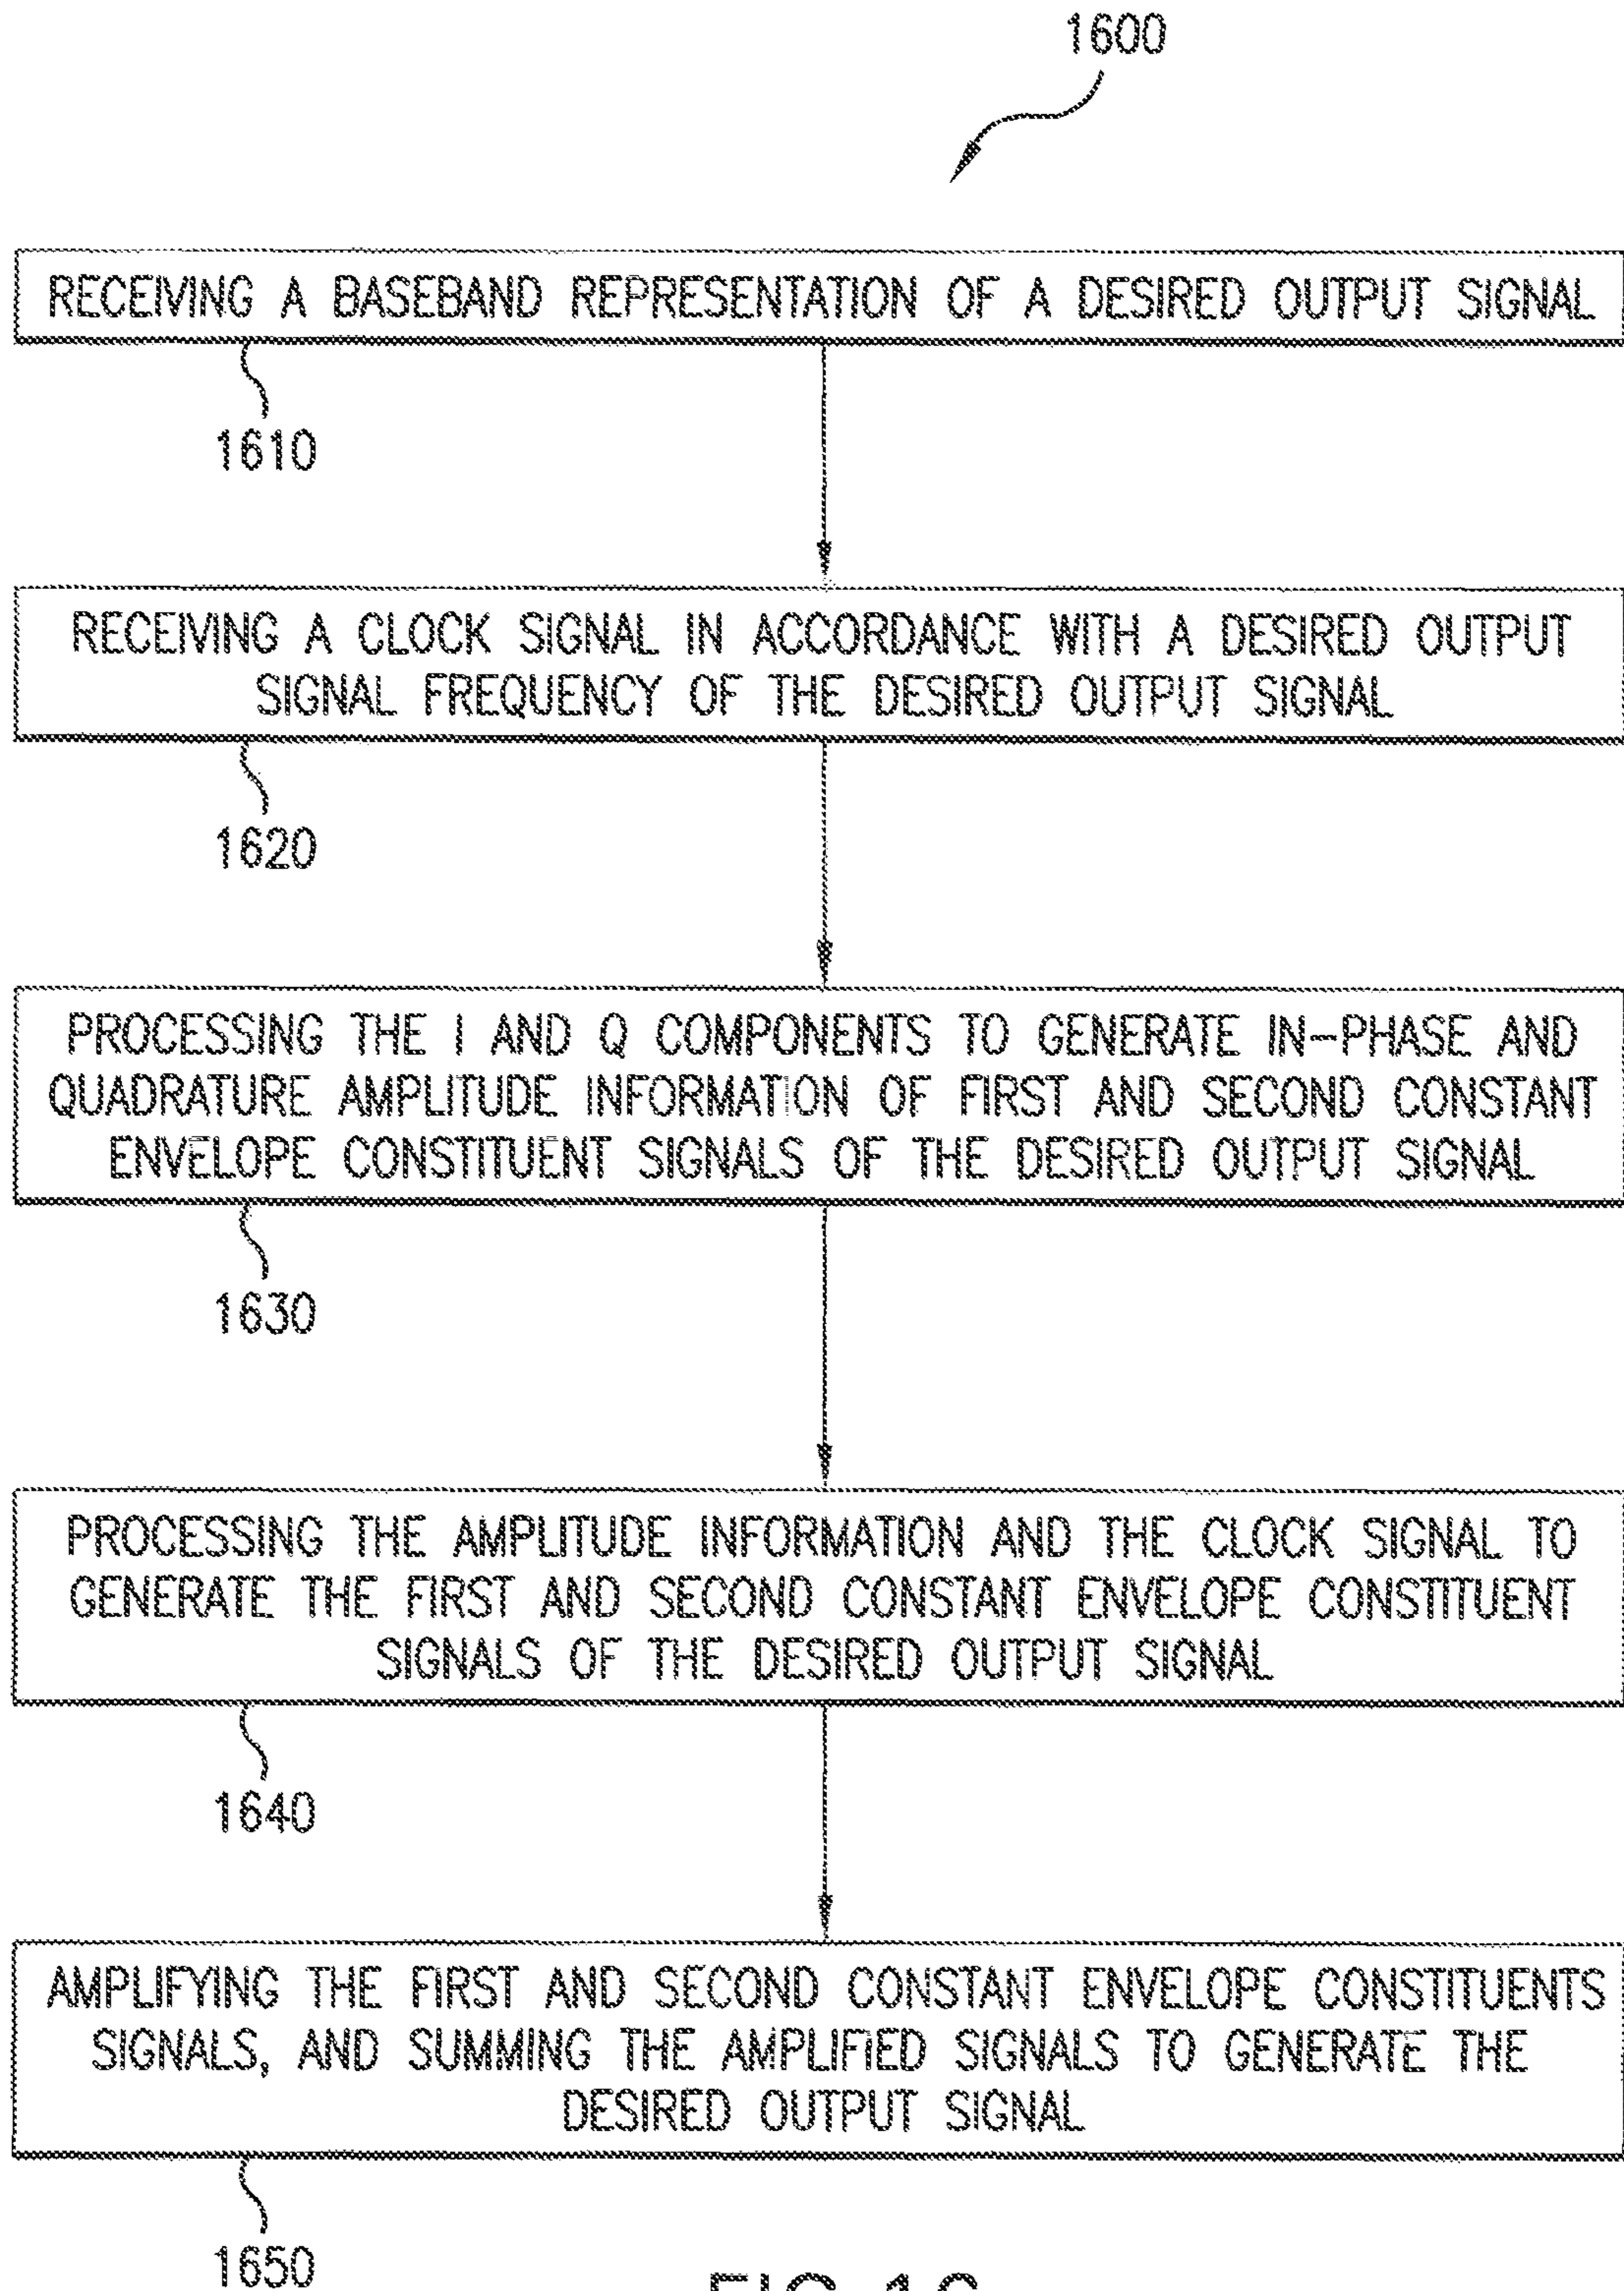 1600
RECEIVING A BASEBAND REPRESENTATION OF A DESIRED OUTPUT SIGNAL
1610
RECEIVING A CLOCK SIGNAL IN ACCORDANCE WITH A DESIRED OUTPUT
SIGNAL FREQUENCY OF THE DESIRED OUTPUT SIGNAL
1620
PROCESSING THE I AND Q COMPONENTS TO GENERATE IN-PHASE AND
QUADRATURE AMPLITUDE INFORMATION OF FIRST AND SECOND CONSTANT
ENVELOPE CONSTITUENT SIGNALS OF THE DESIRED OUTPUT SIGNAL
1630
PROCESSING THE AMPLITUDE INFORMATION AND THE CLOCK SIGNAL TO
GENERATE THE FIRST AND SECOND CONSTANT ENVELOPE CONSTITUENT
SIGNALS OF THE DESIRED OUTPUT SIGNAL
1640
AMPLIFYING THE FIRST AND SECOND CONSTANT ENVELOPE CONSTITUENTS
SIGNALS, AND SUMMING THE AMPLIFIED SIGNALS TO GENERATE THE
DESIRED OUTPUT SIGNAL
1650